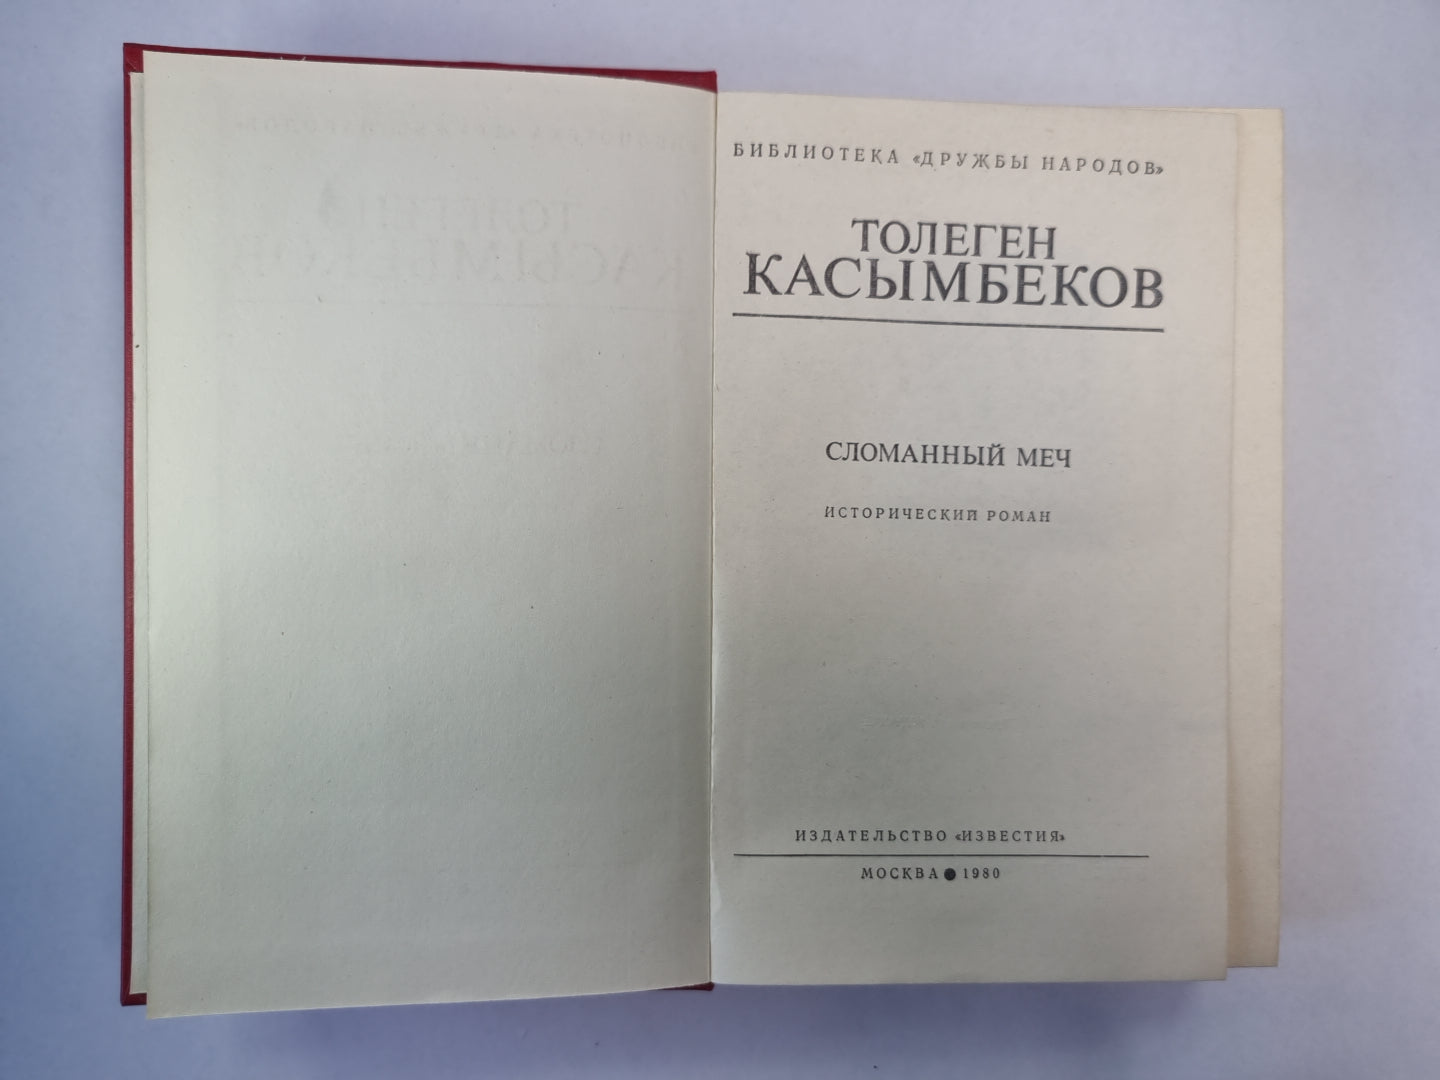 БИБЛИОТЕКА «ДРУЖБЫ НАРОДОВ»
ТОЛЕГЕН
КАСЫМБЕКОВ
СЛОМАННЫЙ МЕЧ
ИСТОРИЧЕСКИЙ РОМАН
ИЗДАТЕЛЬСТВО «ИЗВЕСТИЯ»
МОСКВА ● 1980